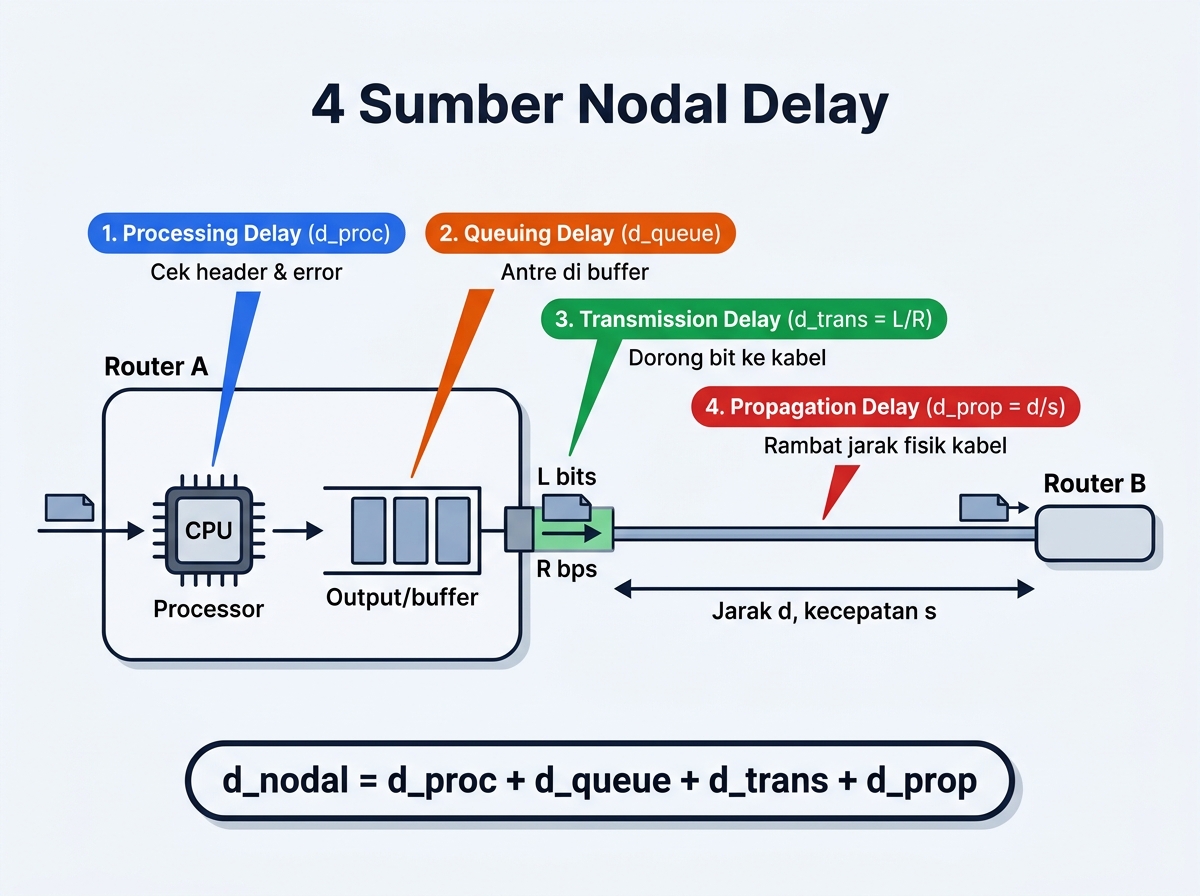 4 Sumber Nodal Delay
1. Processing Delay (d_proc)
Cek header & error
2. Queuing Delay (d_queue)
Antre di buffer
3. Transmission Delay (d_trans = L/R)
Dorong bit ke kabel
4. Propagation Delay (d_prop = d/s)
Rambat jarak fisik kabel
Router A
CPU
Processor
Output/buffer
L bits
R bps
Router B
Jarak d, kecepatan s
d_nodal = d_proc + d_queue + d_trans + d_prop